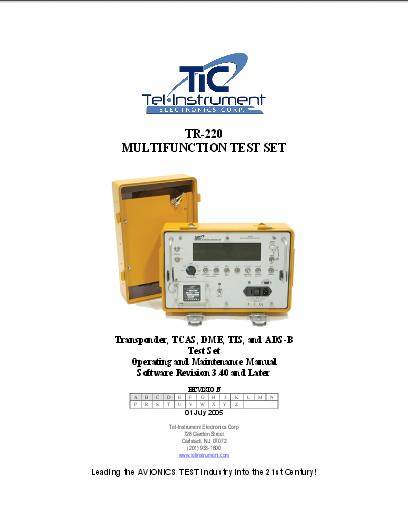 TIC
Tel-Instrument
ELECTRONICS CORP.
TR-220
MULTIFUNCTION TEST SET
Transponder, TCAS, DME, TIS, and ADS-B
Test Set
Operating and Maintenance Manual
Software Revision 3.40 and Later
REVISION
A B C D E F G H J K L M N
P R S T U V W X Y Z
01 July 2005
Tel-Instrument Electronics Corp
728 Garden Street
Carlstadt, NJ 07072
(201) 933-1600
www.telinstrument.com
Leading the AVIONICS TEST Industry into the 21st Century!